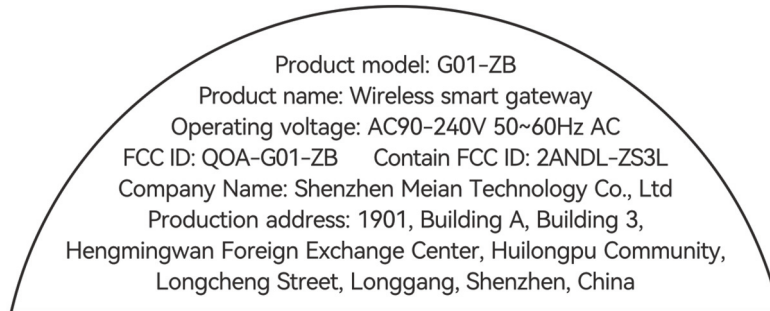 Product model: G01-ZB
Product name: Wireless smart gateway
Operating voltage: AC90-240V 50~60Hz AC
FCC ID: QOA-G01-ZB Contain FCC ID: 2ANDL-ZS3L
Company Name: Shenzhen Meian Technology Co., Ltd
Production address: 1901, Building A, Building 3,
Hengmingwan Foreign Exchange Center, Huilongpu Community,
Longcheng Street, Longgang, Shenzhen, China